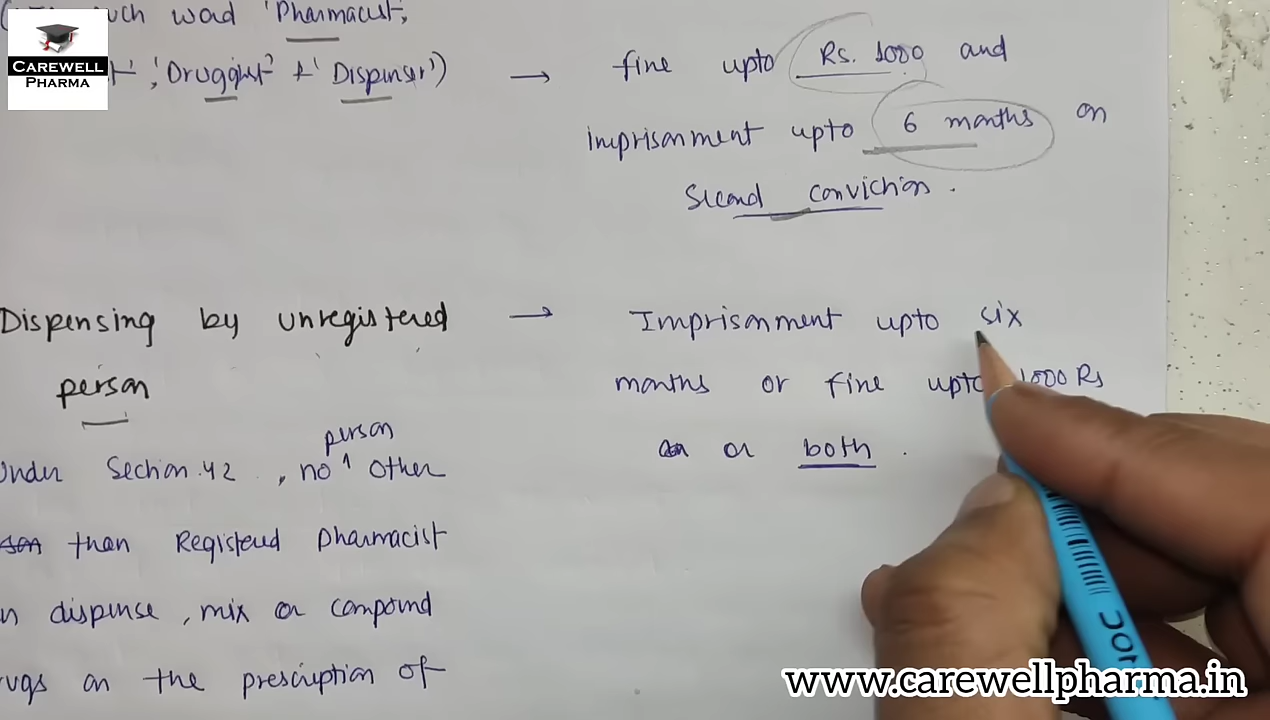 such word 'Pharmacist,
CAREWELL
PHARMA
', 'Druggist' + 'Dispenser') → fine upto Rs. 1000 and
imprisonment upto 6 months on
Second conviction.
Dispensing by unregistered → Imprisonment upto six
person months or fine upto 1000 Rs
or both.
person
Under Section 42, no ^ other
than Registered pharmacist
dispense, mix or compound
on the prescription of
www.carewellpharma.in